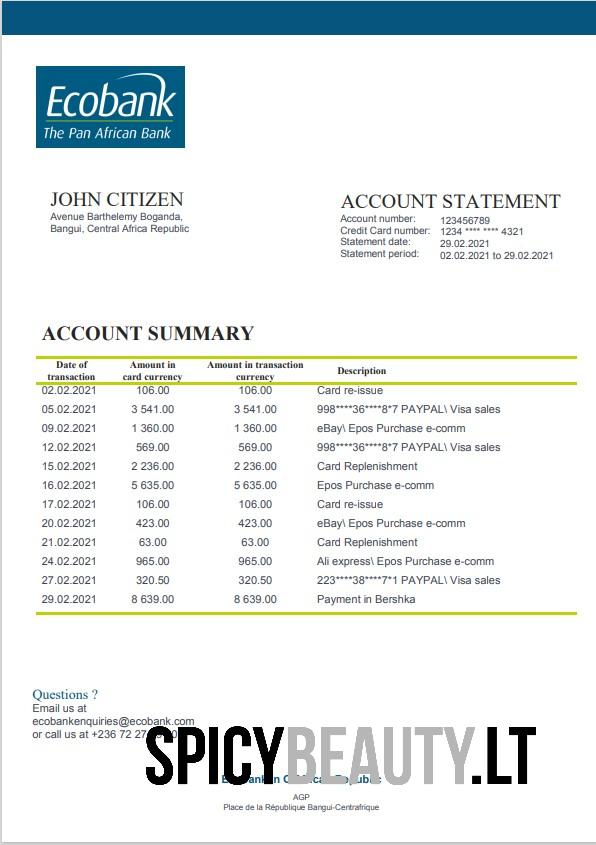 Ecobank
The Pan African Bank
JOHN CITIZEN
Avenue Barthelemy Boganda,
Bangui, Central Africa Republic
ACCOUNT STATEMENT
Account number: 123456789
Credit Card number: 1234 **** **** 4321
Statement date: 29.02.2021
Statement period: 02.02.2021 to 29.02.2021
ACCOUNT SUMMARY
Date of transaction Amount in card currency Amount in transaction currency Description
02.02.2021 106.00 106.00 Card re-issue
05.02.2021 3 541.00 3 541.00 998****36****8*7 PAYPAL\ Visa sales
09.02.2021 1 360.00 1 360.00 eBay\ Epos Purchase e-comm
12.02.2021 569.00 569.00 998****36****8*7 PAYPAL\ Visa sales
15.02.2021 2 236.00 2 236.00 Card Replenishment
16.02.2021 5 635.00 5 635.00 Epos Purchase e-comm
17.02.2021 106.00 106.00 Card re-issue
20.02.2021 423.00 423.00 eBay\ Epos Purchase e-comm
21.02.2021 63.00 63.00 Card Replenishment
24.02.2021 965.00 965.00 Ali express\ Epos Purchase e-comm
27.02.2021 320.50 320.50 223****38****7*1 PAYPAL\ Visa sales
29.02.2021 8 639.00 8 639.00 Payment in Bershka
Questions ?
Email us at
ecobankenquiries@ecobank.com
or call us at +236 72
SPICYBEAUTY.LT
AGP
Place de la République Bangui-Centrafrique